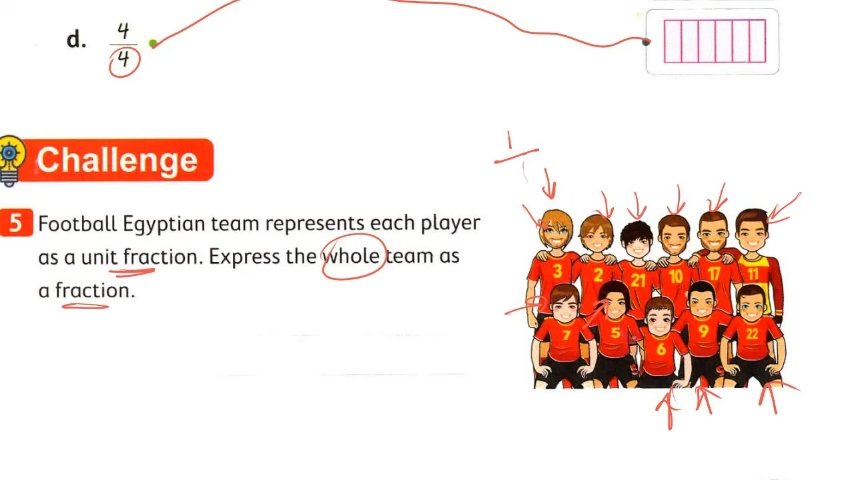 d. 4/4
Challenge
1
5 Football Egyptian team represents each player
as a unit fraction. Express the whole team as
a fraction.
3 2 21 10 17 11
7 5 6 9 22